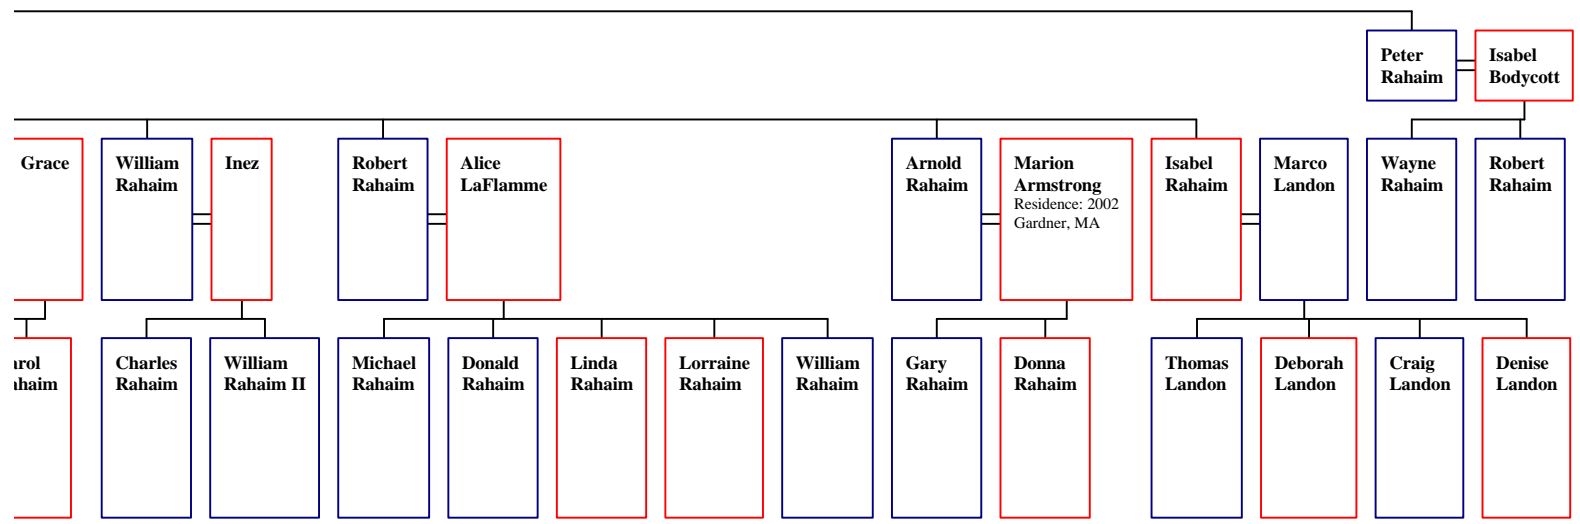 Peter
Rahaim
Isabel
Bodycott
Grace
William
Rahaim
Inez
Robert
Rahaim
Alice
LaFlamme
Arnold
Rahaim
Marion
Armstrong
Residence: 2002
Gardner, MA
Isabel
Rahaim
Marco
Landon
Wayne
Rahaim
Robert
Rahaim
Charles
Rahaim
William
Rahaim II
Michael
Rahaim
Donald
Rahaim
Linda
Rahaim
Lorraine
Rahaim
William
Rahaim
Gary
Rahaim
Donna
Rahaim
Thomas
Landon
Deborah
Landon
Craig
Landon
Denise
Landon